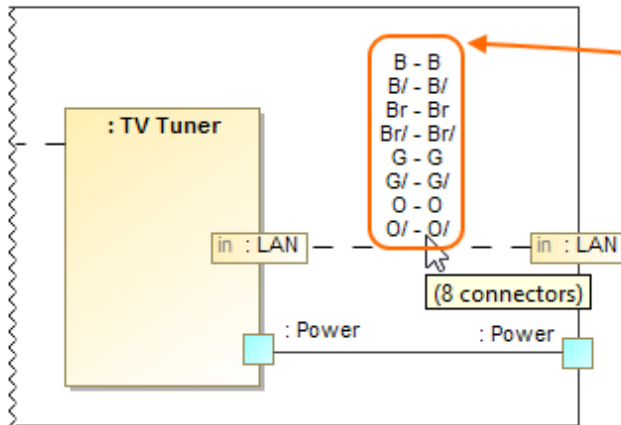 B - B
B/ - B/
Br - Br
Br/ - Br/
G - G
G/ - G/
O - O
O/ - O/
: TV Tuner
in : LAN
in : LAN
(8 connectors)
: Power
: Power